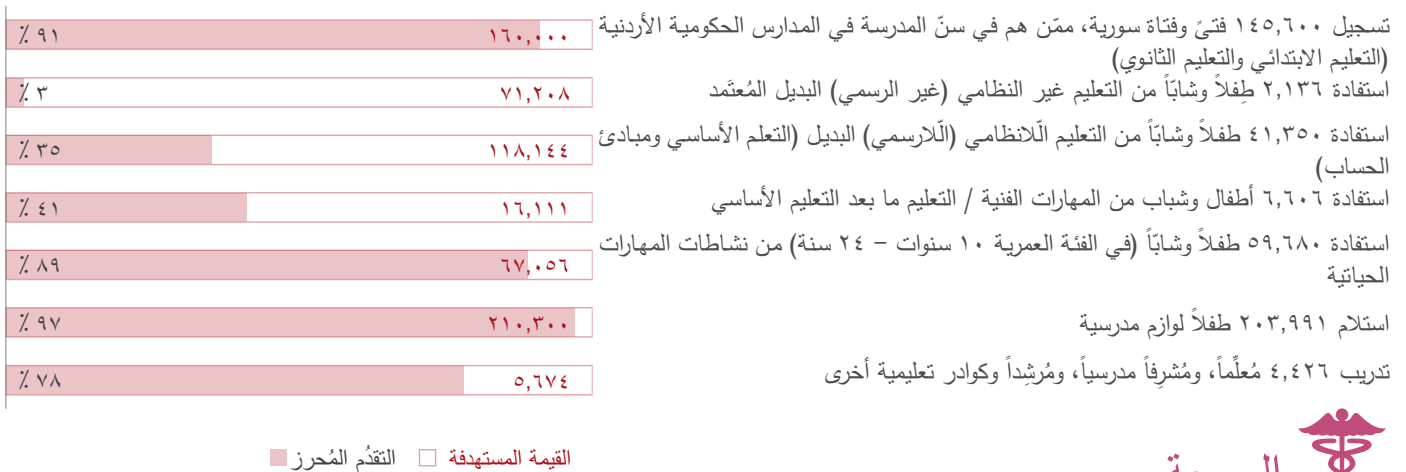 تسجيل ١٤٥,٦٠٠ فتىً وفتاة سورية، ممّن هم في سنّ المدرسة في المدارس الحكومية الأردنية
(التعليم الابتدائي والتعليم الثانوي)
١٦٠,٠٠٠
٩١ ٪
استفادة ٢,١٣٦ طِفلاً وشابّاً من التعليم غير النظامي (غير الرسمي) البديل المُعتَمد
٧١,٢٠٨
٣ ٪
استفادة ٤١,٣٥٠ طفلاً وشابّاً من التعليم الّلانظامي (الّلارسمي) البديل (التعلم الأساسي ومبادئ
الحساب)
١١٨,١٤٤
٣٥ ٪
استفادة ٦,٦٠٦ أطفال وشباب من المهارات الفنية / التعليم ما بعد التعليم الأساسي
١٦,١١١
٤١ ٪
استفادة ٥٩,٦٨٠ طفلاً وشابّاً (في الفئة العمرية ١٠ سنوات – ٢٤ سنة) من نشاطات المهارات
الحياتية
٦٧,٠٥٦
٨٩ ٪
استلام ٢٠٣,٩٩١ طفلاً لوازم مدرسية
٢١٠,٣٠٠
٩٧ ٪
تدريب ٤,٤٢٦ مُعلِّماً، ومُشرِفاً مدرسياً، ومُرشِداً وكوادر تعليمية أخرى
٥,٦٧٤
٧٨ ٪
القيمة المستهدفة
التقدُم المُحرز